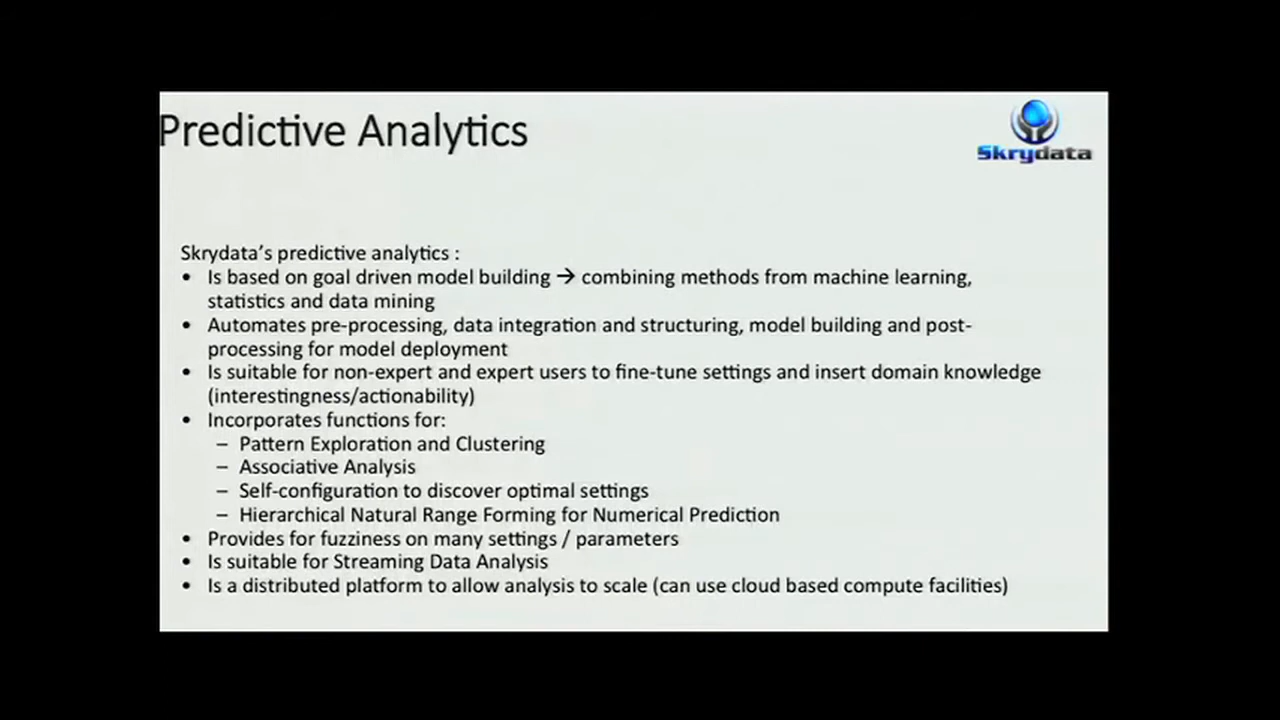 Predictive Analytics
Skrydata
Skrydata's predictive analytics :
• Is based on goal driven model building → combining methods from machine learning,
statistics and data mining
• Automates pre-processing, data integration and structuring, model building and post-
processing for model deployment
• Is suitable for non-expert and expert users to fine-tune settings and insert domain knowledge
(interestingness/actionability)
• Incorporates functions for:
– Pattern Exploration and Clustering
– Associative Analysis
– Self-configuration to discover optimal settings
– Hierarchical Natural Range Forming for Numerical Prediction
• Provides for fuzziness on many settings / parameters
• Is suitable for Streaming Data Analysis
• Is a distributed platform to allow analysis to scale (can use cloud based compute facilities)